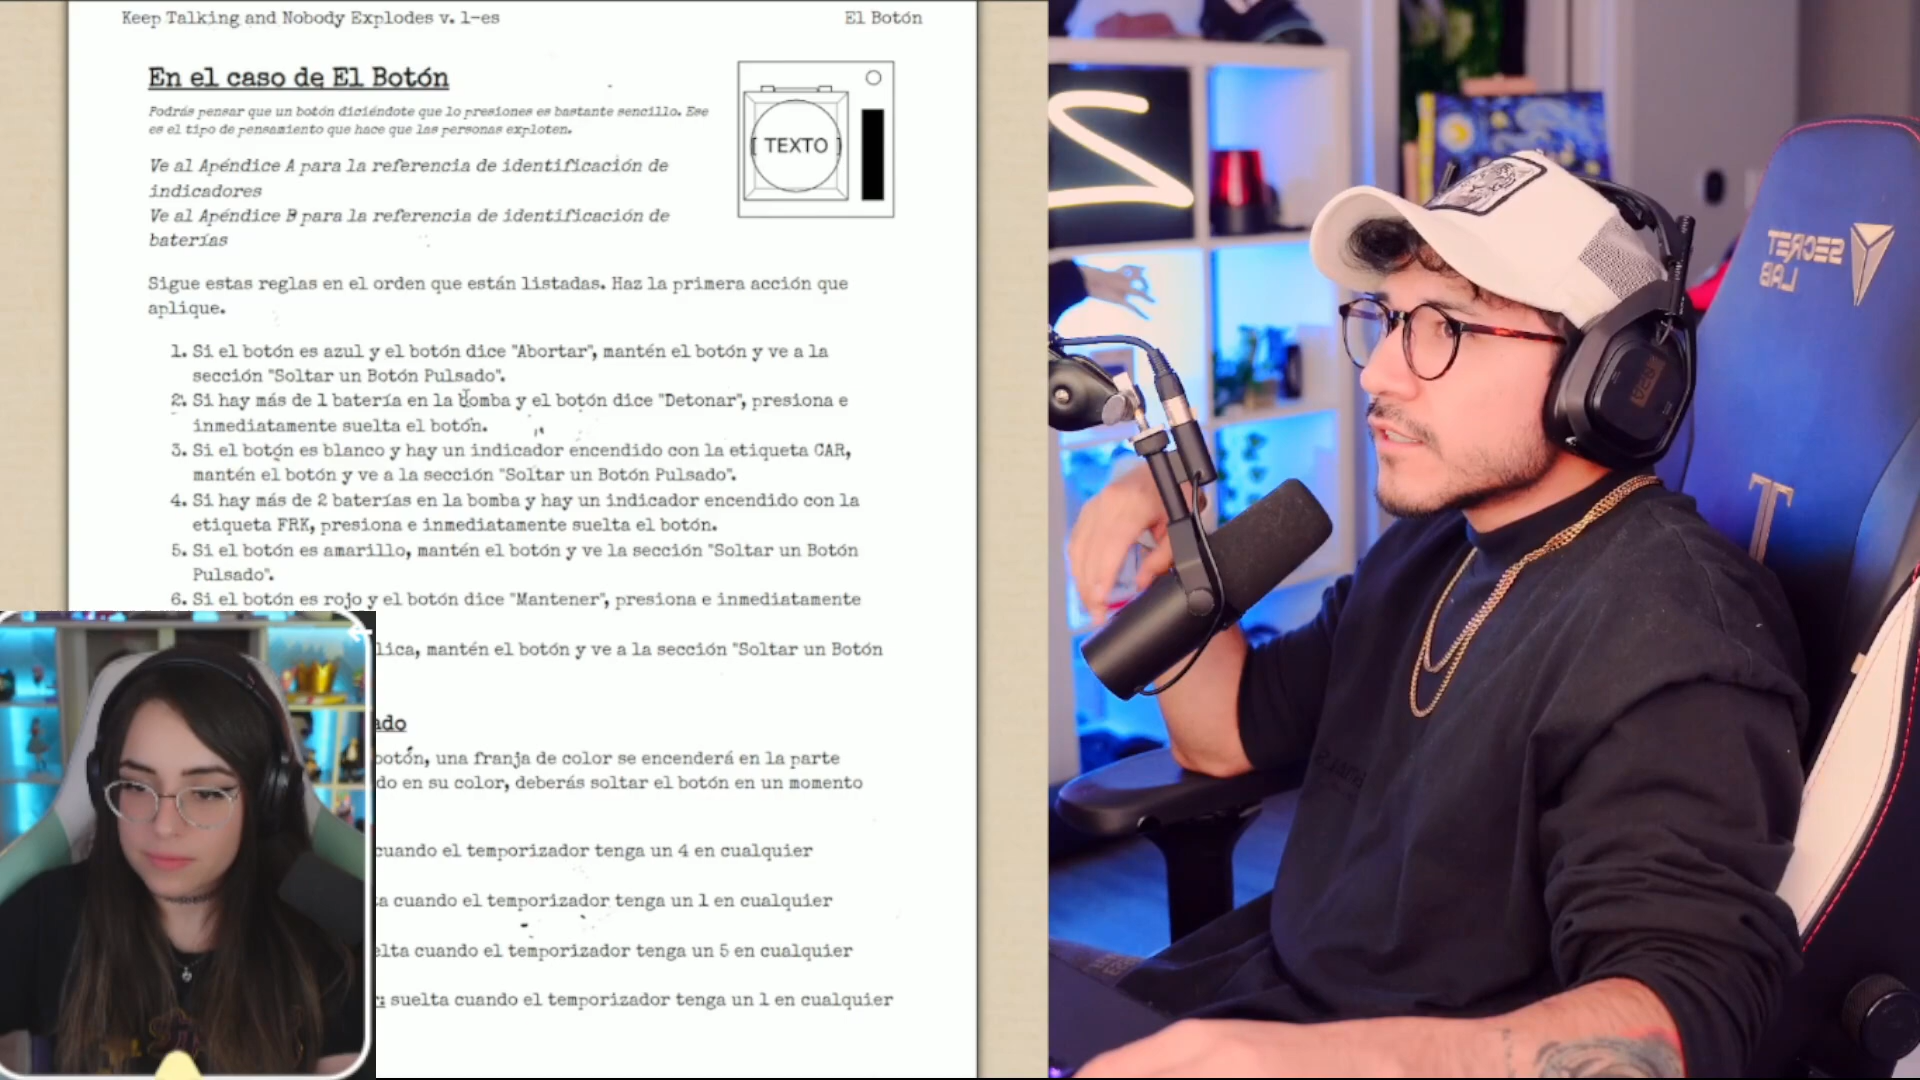 Keep Talking and Nobody Explodes v. 1-es
El Botón
En el caso de El Botón
Podrás pensar que un botón diciéndote que lo presiones es bastante sencillo. Ese
es el tipo de pensamiento que hace que las personas exploten.
TEXTO
Ve al Apéndice A para la referencia de identificación de
indicadores
Ve al Apéndice B para la referencia de identificación de
baterías
Sigue estas reglas en el orden que están listadas. Haz la primera acción que
aplique.
1. Si el botón es azul y el botón dice "Abortar", mantén el botón y ve a la
sección "Soltar un Botón Pulsado".
2. Si hay más de 1 batería en la bomba y el botón dice "Detonar", presiona e
inmediatamente suelta el botón.
3. Si el botón es blanco y hay un indicador encendido con la etiqueta CAR,
mantén el botón y ve a la sección "Soltar un Botón Pulsado".
4. Si hay más de 2 baterías en la bomba y hay un indicador encendido con la
etiqueta FRK, presiona e inmediatamente suelta el botón.
5. Si el botón es amarillo, mantén el botón y ve la sección "Soltar un Botón
Pulsado".
6. Si el botón es rojo y el botón dice "Mantener", presiona e inmediatamente
lica, mantén el botón y ve a la sección "Soltar un Botón
ado
botón, una franja de color se encenderá en la parte
do en su color, deberás soltar el botón en un momento
cuando el temporizador tenga un 4 en cualquier
ta cuando el temporizador tenga un 1 en cualquier
elta cuando el temporizador tenga un 5 en cualquier
: suelta cuando el temporizador tenga un 1 en cualquier
SECRET
LAB